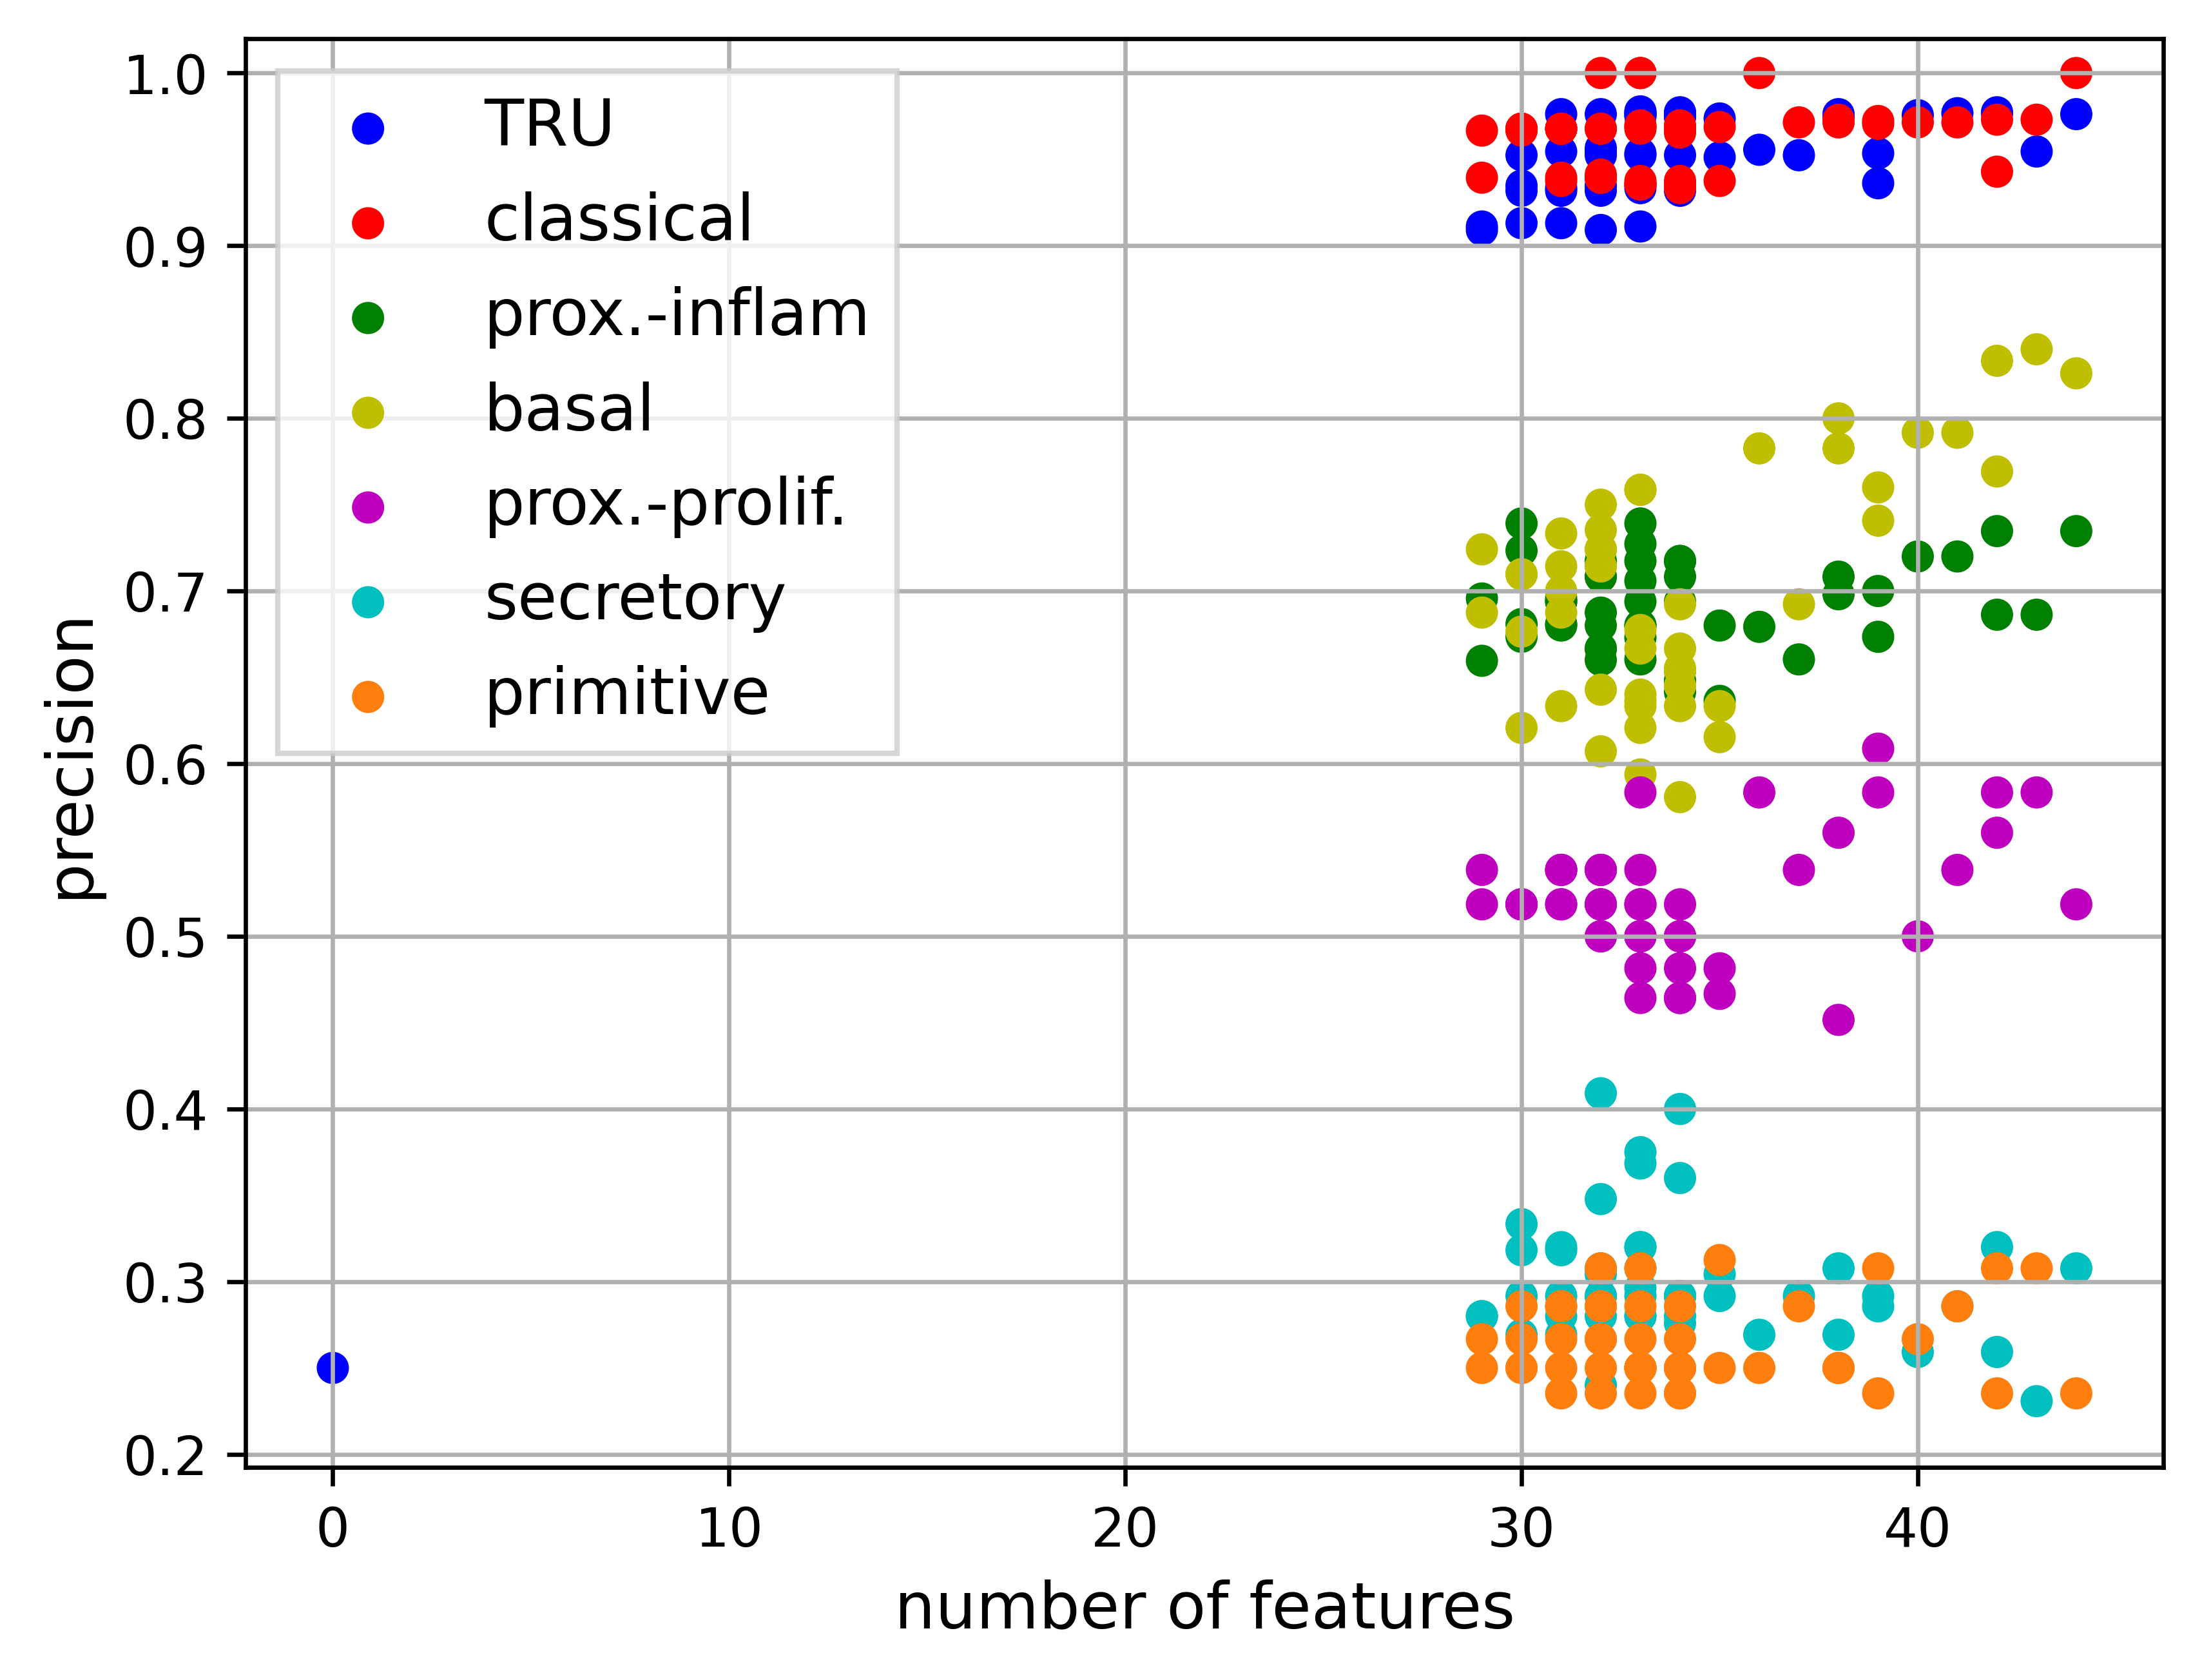 1.0
0.9
0.8
0.7
0.6
0.5
0.4
0.3
0.2
precision
TRU
classical
prox.-inflam
basal
prox.-prolif.
secretory
primitive
0 10 20 30 40
number of features